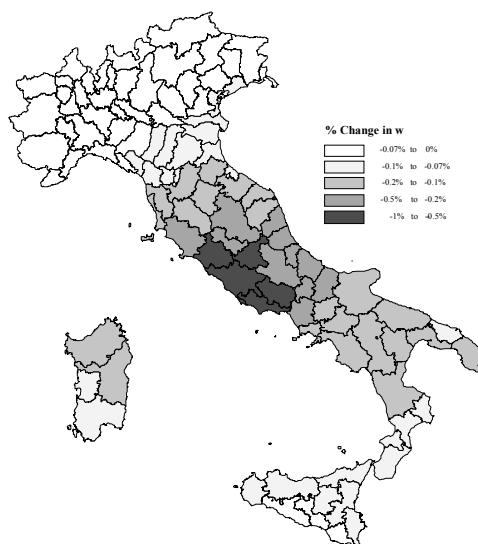 % Change in w
-0.07% to 0%
-0.1% to -0.07%
-0.2% to -0.1%
-0.5% to -0.2%
-1% to -0.5%